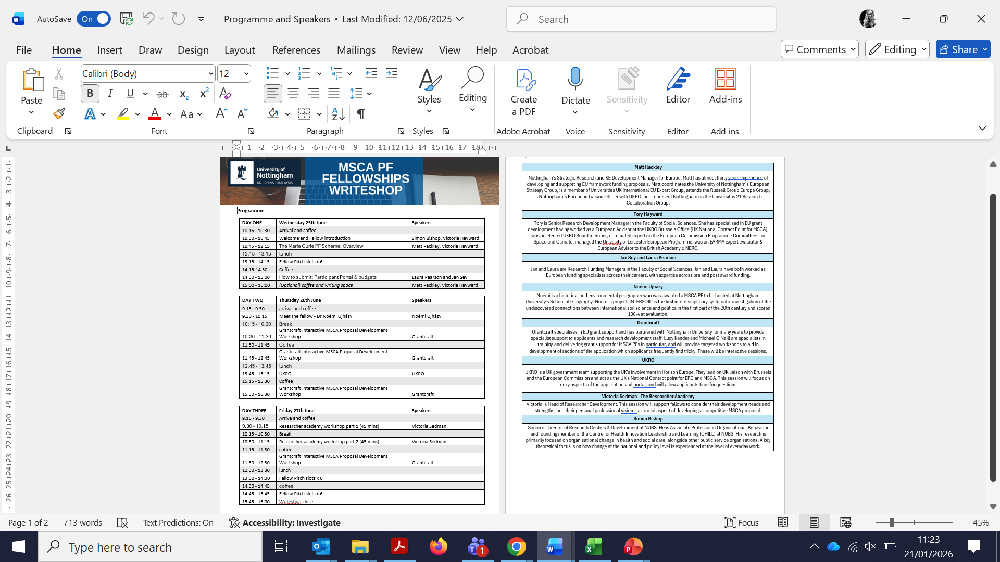 AutoSave On Programme and Speakers • Last Modified: 12/06/2025 Search
File Home Insert Draw Design Layout References Mailings Review View Help Acrobat Comments Editing Share
Calibri (Body) 12
Paste
Styles Editing Create a PDF Dictate Sensitivity Editor Add-ins
Clipboard Font Paragraph Styles Adobe Acrobat Voice Sensitivity Editor Add-ins
University of Nottingham
UK | CHINA | MALAYSIA
MSCA PF
FELLOWSHIPS
WRITESHOP
Programme
DAY ONE Wednesday 25th June Speakers
10.15 - 10.30 Arrival and coffee
10.30 - 10.45 Welcome and Fellow introduction Simon Bishop, Victoria Hayward
10.45 - 12.15 The Marie Curie PF Scheme: Overview Matt Rackley, Victoria Hayward
12.15 - 13.15 lunch
13.15 - 14.15 Fellow Pitch slots x 6
14.15-14.30 Coffee
14.30 - 15.00 How to submit: Participant Portal & budgets Laura Pearson and Jan Sey
15:00 - 16:00 (Optional) coffee and writing space Matt Rackley, Victoria Hayward
DAY TWO Thursday 26th June Speakers
9.15 - 9.30 arrival and coffee
9.30 - 10.15 Meet the fellow - Dr Noémi Ujházy Noémi Ujházy
10:15 - 10.30 Break
Grantcraft Interactive MSCA Proposal Development
10:30 - 11.30 Workshop Grantcraft
11.30 - 11.45 Coffee
Grantcraft Interactive MSCA Proposal Development
11.45 - 12.45 Workshop Grantcraft
12.45 - 13.45 lunch
13.45 - 15.15 UKRO UKRO
15.15 - 15.30 Coffee
Grantcraft Interactive MSCA Proposal Development
15.30 - 16.30 Workshop Grantcraft
DAY THREE Friday 27th June Speakers
9.15 - 9.30 Arrive and coffee
9.30 - 10.15 Researcher academy workshop part 1 (45 mins) Victoria Sedman
10.15 - 10.30 Break
10.30 - 11.15 Researcher academy workshop part 2 (45 mins) Victoria Sedman
11.15 - 11.30 coffee
Grantcraft Interactive MSCA Proposal Development
11.30 - 12.30 Workshop Grantcraft
12.30 - 13.30 lunch
13:30 - 14:30 Fellow Pitch slots x 6
14.30 - 14.45 coffee
14.45 - 15.45 Fellow Pitch slots x 6
15.45 - 16.00 Writeshop close
Matt Rackley
Nottingham's Strategic Research and KE Development Manager for Europe. Matt has almost thirty years experience of
developing and supporting EU framework funding proposals. Matt coordinates the University of Nottingham's European
Strategy Group, is a member of Universities UK International EU Expert Group, attends the Russell Group Europe Group,
is Nottingham's European Liaison Officer with UKRO, and represent Nottingham on the Universitas 21 Research
Collaboration Group.
Tory Hayward
Tory is Senior Research Development Manager in the Faculty of Social Sciences. She has specialised in EU grant
development having worked as a European Advisor at the UKRO Brussels Office (UK National Contact Point for MSCA),
was an elected UKRO Board member, nominated expert on the European Commission Programme Committees for
Space and Climate, managed the Univesity of Leicester European Programme, was an EARMA expert evaluator &
European Advisor to the British Academy & NERC.
Jan Sey and Laura Pearson
Jan and Laura are Research Funding Managers in the Faculty of Social Sciences. Jan and Laura have both worked as
European funding specialists across their careers, with expertise across pre and post award funding.
Noémi Ujházy
Noémi is a historical and environmental geographer who was awarded a MSCA PF to be hosted at Nottingham
University's School of Geography. Noémi's project 'INTERSOIL' is the first interdisciplinary systematic investigation of the
undiscovered connections between international soil science and politics in the first part of the 20th century and scored
100% at evaluation.
Grantcraft
Grantcraft specialises in EU grant support and has partnered with Nottingham University for many years to provide
specialist support to applicants and research development staff. Lucy Kender and Michael O'Neill are specialists in
training and delivering grant support for MSCA PFs in particular, and will provide targeted workshops to aid in
development of sections of the application which applicants frequently find tricky. These will be interactive sessions.
UKRO
UKRO is a UK government team supporting the UK's involvement in Horizon Europe. They lead on UK liaison with Brussels
and the European Commission and act as the UK's National Contact point for ERC and MSCA. This session will focus on
tricky aspects of the application and portal, and will allow applicants time for questions.
Victoria Sedman - The Researcher Academy
Victoria is Head of Researcher Development. This session will support fellows to consider their development needs and
strengths, and their personal professional vision - a crucial aspect of developing a competitive MSCA proposal.
Simon Bishop
Simon is Director of Research Centres & Development at NUBS. He is Associate Professor in Organisational Behaviour
and founding member of the Centre for Health Innovation Leadership and Learning (CHILL) at NUBS. His research is
primarily focused on organisational change in health and social care, alongside other public service organisations. A key
theoretical focus is on how change at the national and policy level is experienced at the level of everyday work.
Page 1 of 2 713 words Text Predictions: On Accessibility: Investigate Focus 45%
Type here to search
11:23
21/01/2026